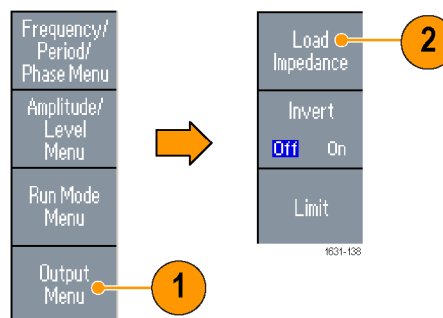 Frequency/
Period/
Phase Menu
Amplitude/
Level
Menu
Run Mode
Menu
Output
Menu
1
Load
Impedance
2
Invert
Off On
Limit
1631-138